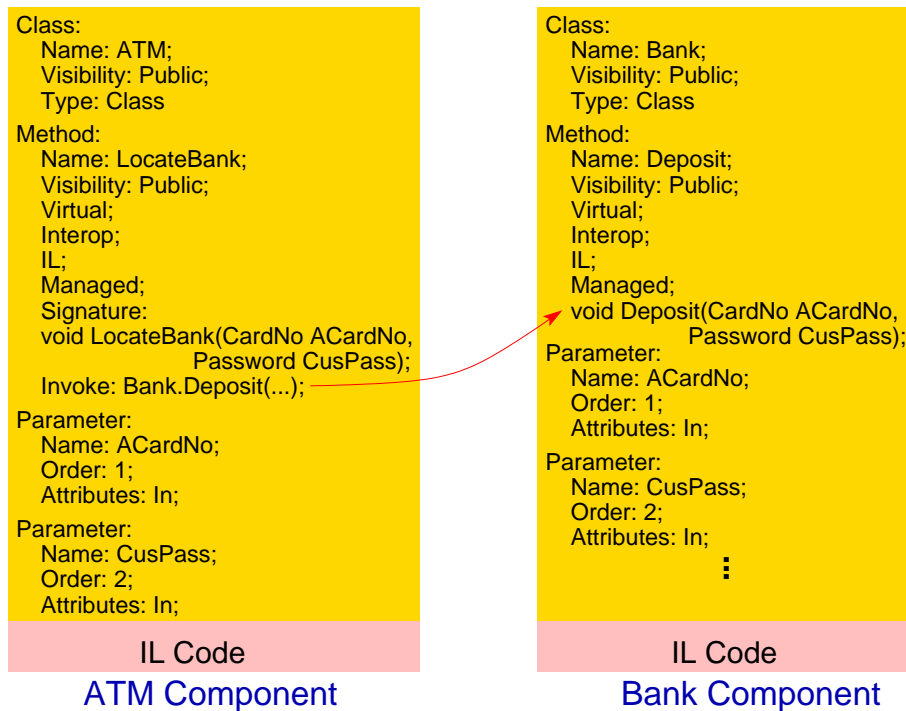 Class:
Name: ATM;
Visibility: Public;
Type: Class
Method:
Name: LocateBank;
Visibility: Public;
Virtual;
Interop;
IL;
Managed;
Signature:
void LocateBank(CardNo ACardNo,
Password CusPass);
Invoke: Bank.Deposit(...);
Parameter:
Name: ACardNo;
Order: 1;
Attributes: In;
Parameter:
Name: CusPass;
Order: 2;
Attributes: In;
IL Code
ATM Component
Class:
Name: Bank;
Visibility: Public;
Type: Class
Method:
Name: Deposit;
Visibility: Public;
Virtual;
Interop;
IL;
Managed;
void Deposit(CardNo ACardNo,
Password CusPass);
Parameter:
Name: ACardNo;
Order: 1;
Attributes: In;
Parameter:
Name: CusPass;
Order: 2;
Attributes: In;
⋮
IL Code
Bank Component